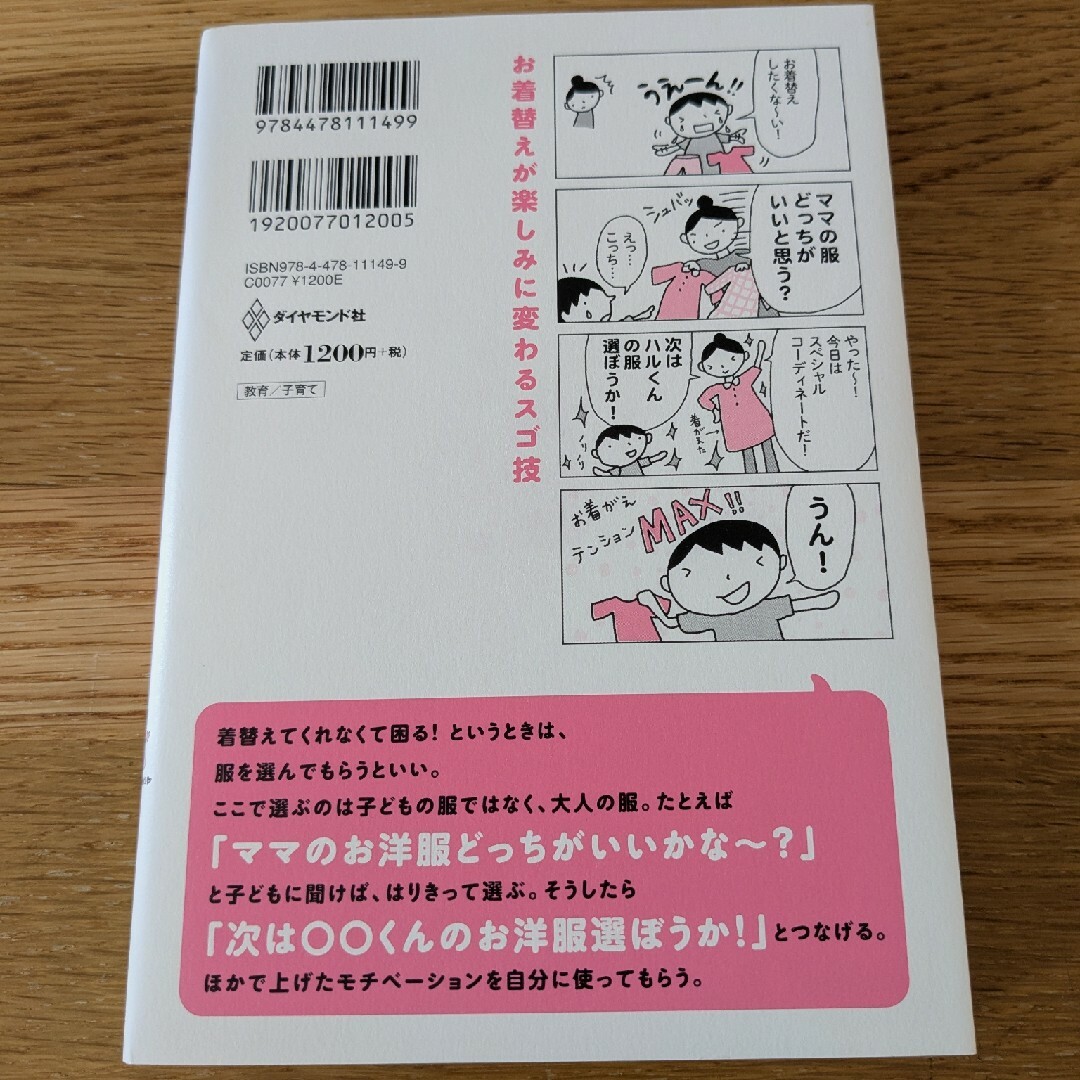 9784478111499
1920077012005
ISBN978-4-478-11149-9
C0077 ¥1200E
ダイヤモンド社
定価(本体1200円+税)
教育/子育て
お着替えが楽しみに変わるスゴ技
お着替え
したくな〜い!
うえーん!!
ママの服
どっちが
いいと思う?
シュバッ
えっ…
こっち…
やった〜!
今日は
スペシャル
コーディネートだ!
着がえた
次は
ハルくん
の服
選ぼうか!
ノリノリ
うん!
お着がえ
テンション
MAX!!
着替えてくれなくて困る! というときは、
服を選んでもらうといい。
ここで選ぶのは子どもの服ではなく、大人の服。たとえば
「ママのお洋服どっちがいいかな〜?」
と子どもに聞けば、はりきって選ぶ。そうしたら
「次は〇〇くんのお洋服選ぼうか!」とつなげる。
ほかで上げたモチベーションを自分に使ってもらう。